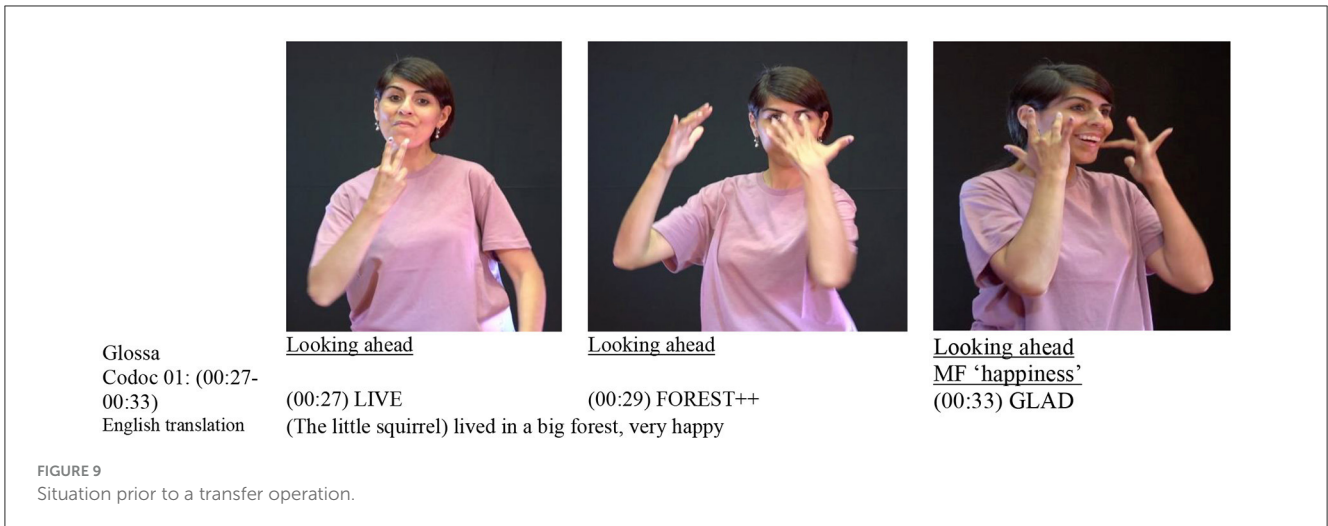 Looking ahead
Looking ahead
Looking ahead
MF ‘happiness’
Glossa
Codoc 01: (00:27-
00:33)
(00:27) LIVE
(00:29) FOREST++
(00:33) GLAD
English translation
(The little squirrel) lived in a big forest, very happy
FIGURE 9
Situation prior to a transfer operation.